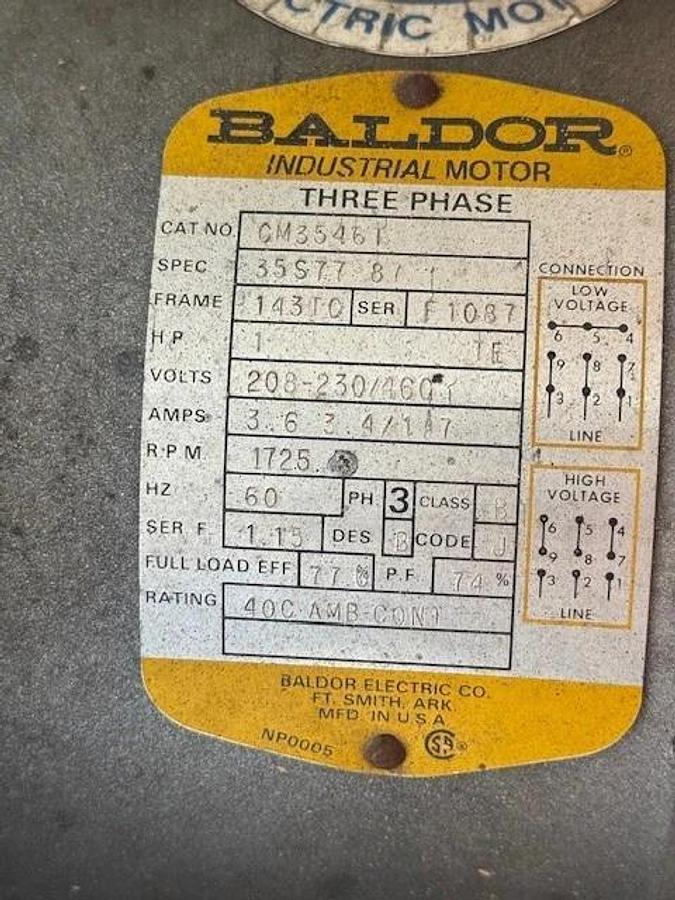 ECTRIC MOT
BALDOR®
INDUSTRIAL MOTOR
THREE PHASE
CAT NO. CM3546T
SPEC 35S77
FRAME 143TC SER F1087
H P 1 TE
VOLTS 208-230/460
AMPS 3.6 3.4/1.7
R P M 1725
HZ 60 PH 3 CLASS B
SER F 1.15 DES B CODE J
FULL LOAD EFF 77 % P.F. 74 %
RATING 40C AMB-CONT
CONNECTION
LOW
VOLTAGE
6 5 4
9 8 7
3 2 1
LINE
HIGH
VOLTAGE
6 5 4
9 8 7
3 2 1
LINE
BALDOR ELECTRIC CO.
FT. SMITH, ARK.
MFD. IN U.S.A.
NP0005 SA®